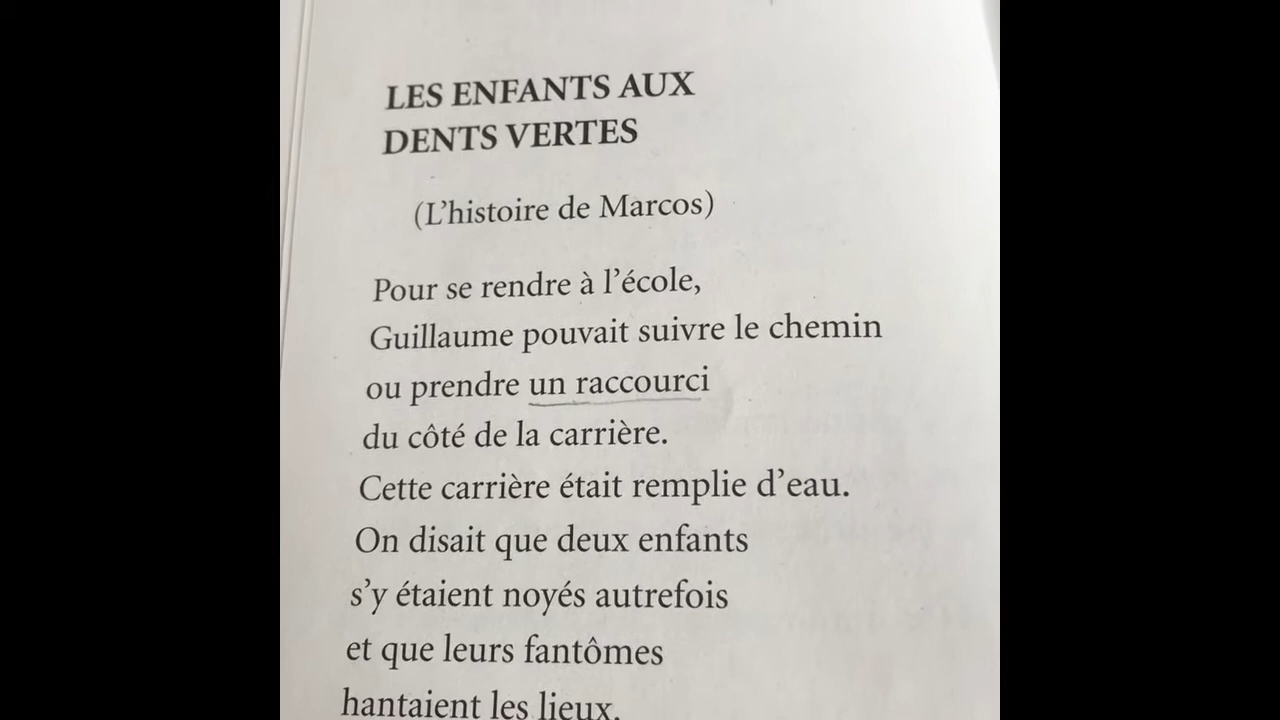 LES ENFANTS AUX
DENTS VERTES
(L’histoire de Marcos)
Pour se rendre à l’école,
Guillaume pouvait suivre le chemin
ou prendre un raccourci
du côté de la carrière.
Cette carrière était remplie d’eau.
On disait que deux enfants
s’y étaient noyés autrefois
et que leurs fantômes
hantaient les lieux.